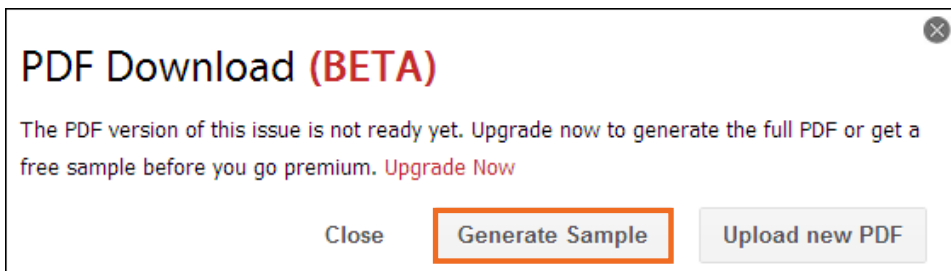 PDF Download (BETA)
The PDF version of this issue is not ready yet. Upgrade now to generate the full PDF or get a
free sample before you go premium. Upgrade Now
Close Generate Sample Upload new PDF